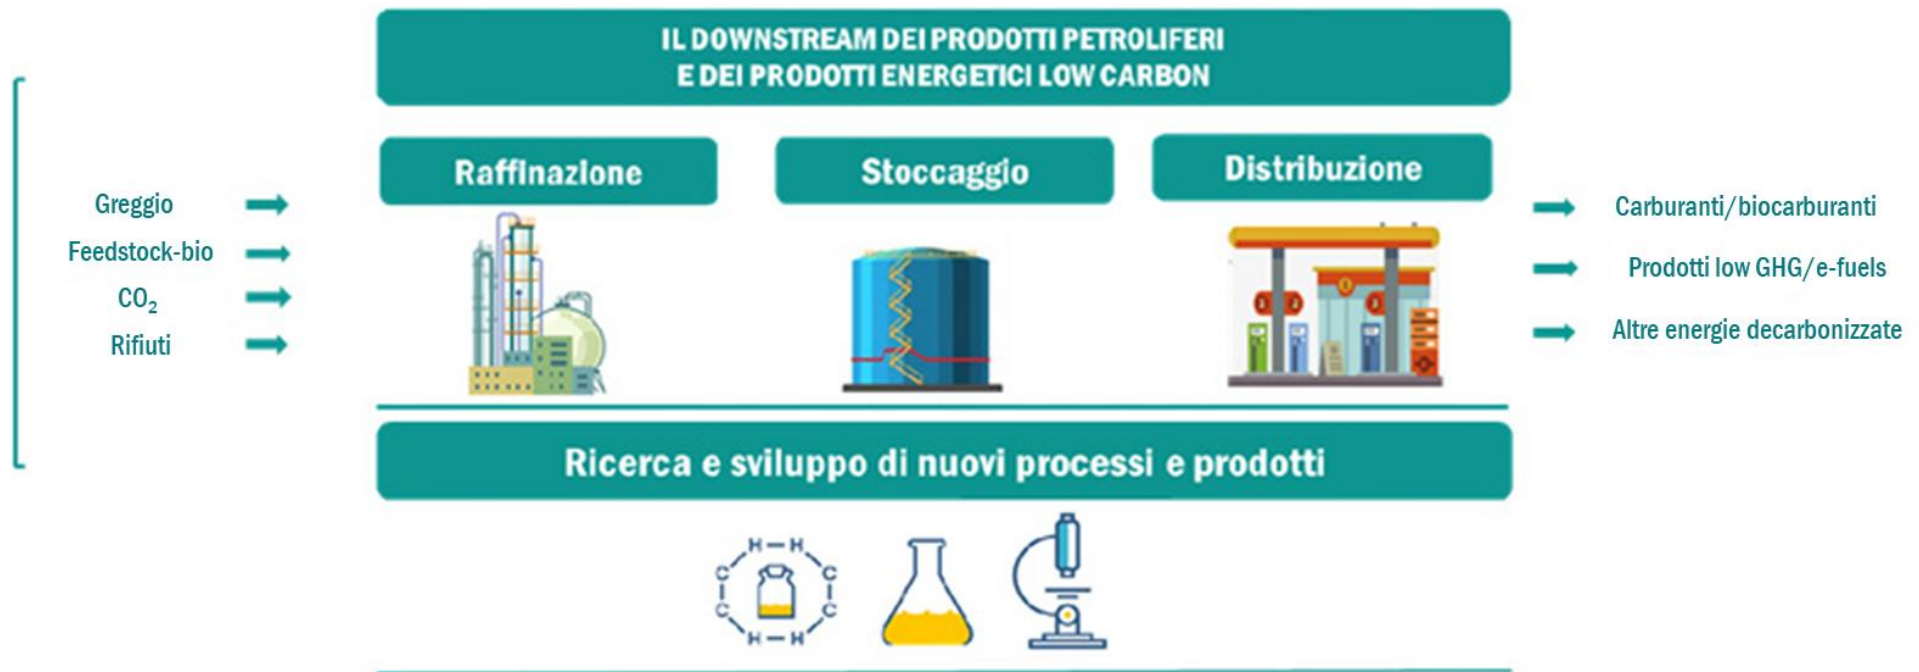 IL DOWNSTREAM DEI PRODOTTI PETROLIFERI
E DEI PRODOTTI ENERGETICI LOW CARBON
Raffinazione
Stoccaggio
Distribuzione
Greggio
Feedstock-bio
CO₂
Rifiuti
Carburanti/biocarburanti
Prodotti low GHG/e-fuels
Altre energie decarbonizzate
Ricerca e sviluppo di nuovi processi e prodotti
H–H
C C
C C
H–H